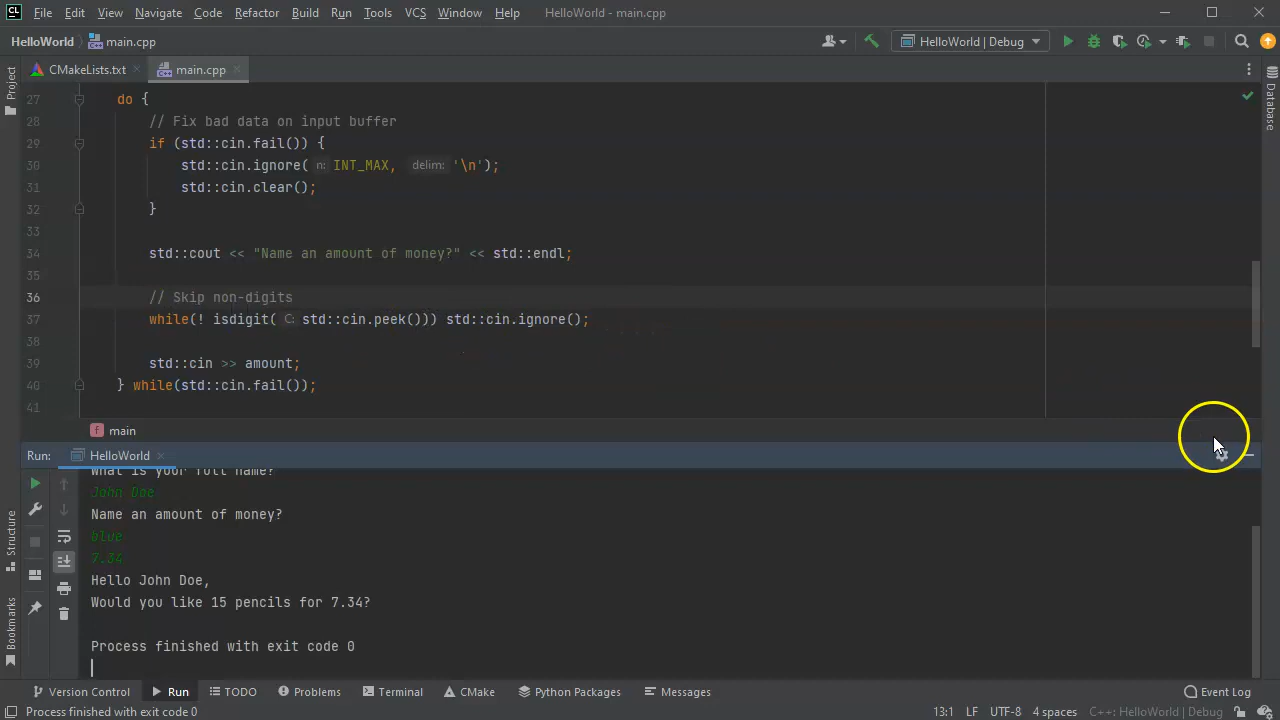 CL File Edit View Navigate Code Refactor Build Run Tools VCS Window Help HelloWorld - main.cpp
HelloWorld main.cpp HelloWorld | Debug
CMakeLists.txt main.cpp
Project
Database
27 do {
28 // Fix bad data on input buffer
29 if (std::cin.fail()) {
30 std::cin.ignore( n: INT_MAX, delim: '\n');
31 std::cin.clear();
32 }
33
34 std::cout << "Name an amount of money?" << std::endl;
35
36 // Skip non-digits
37 while(! isdigit( C: std::cin.peek())) std::cin.ignore();
38
39 std::cin >> amount;
40 } while(std::cin.fail());
41
f main
Run: HelloWorld
What is your full name?
John Doe
Name an amount of money?
blue
7.34
Hello John Doe,
Would you like 15 pencils for 7.34?
Process finished with exit code 0
Structure
Bookmarks
Version Control Run TODO Problems Terminal CMake Python Packages Messages Event Log
Process finished with exit code 0 13:1 LF UTF-8 4 spaces C++: HelloWorld | Debug